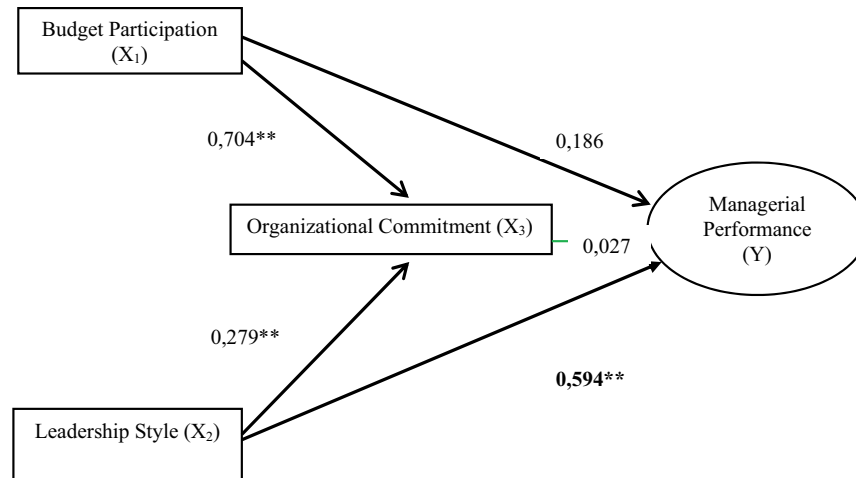 Budget Participation
(X₁)
0,704**
0,186
Organizational Commitment (X₃)
0,027
Managerial
Performance
(Y)
0,279**
0,594**
Leadership Style (X₂)